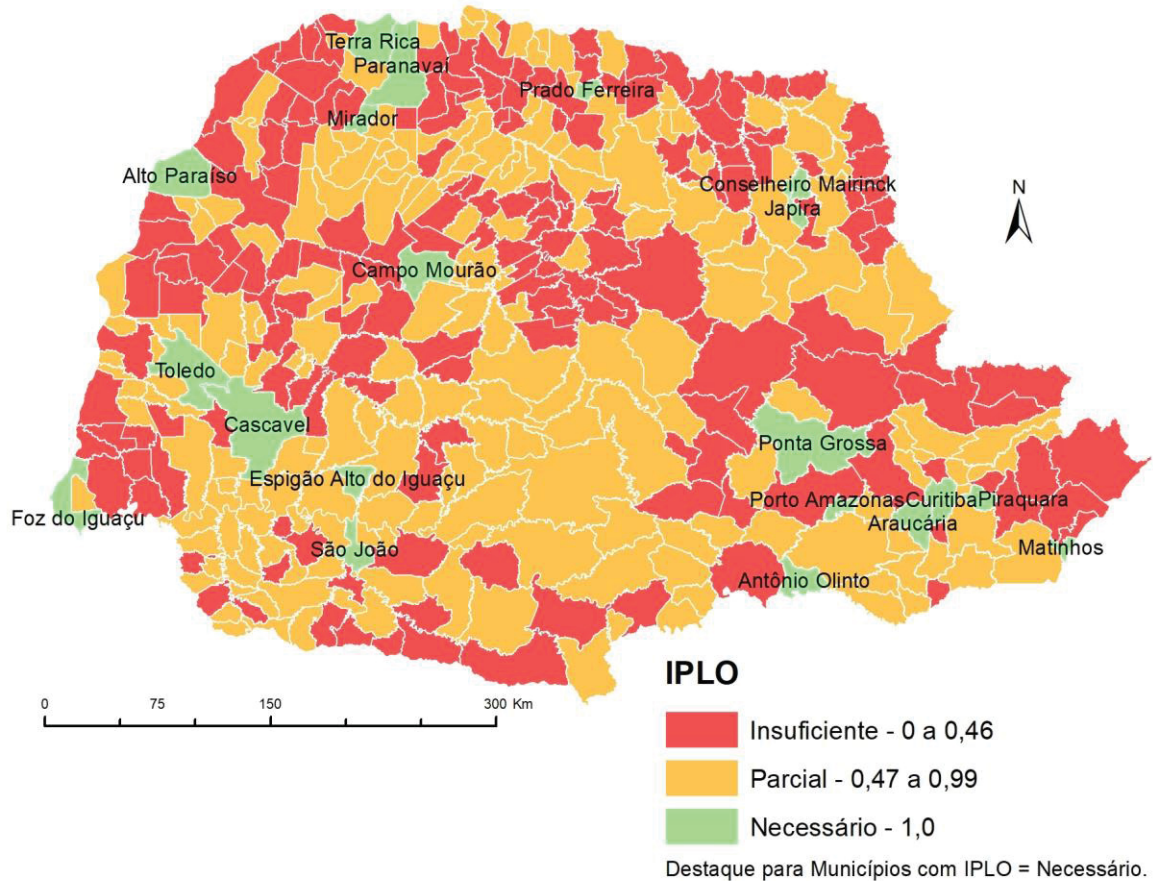 Terra Rica
Paranavaí
Prado Ferreira
Mirador
Alto Paraíso
Conselheiro Mairinck
Japira
N
Campo Mourão
Toledo
Cascavel
Ponta Grossa
Espigão Alto do Iguaçu
Porto Amazonas Curitiba Piraquara
Foz do Iguaçu
Araucária
São João
Matinhos
Antônio Olinto
IPLO
0 75 150 300 Km
Insuficiente - 0 a 0,46
Parcial - 0,47 a 0,99
Necessário - 1,0
Destaque para Municípios com IPLO = Necessário.